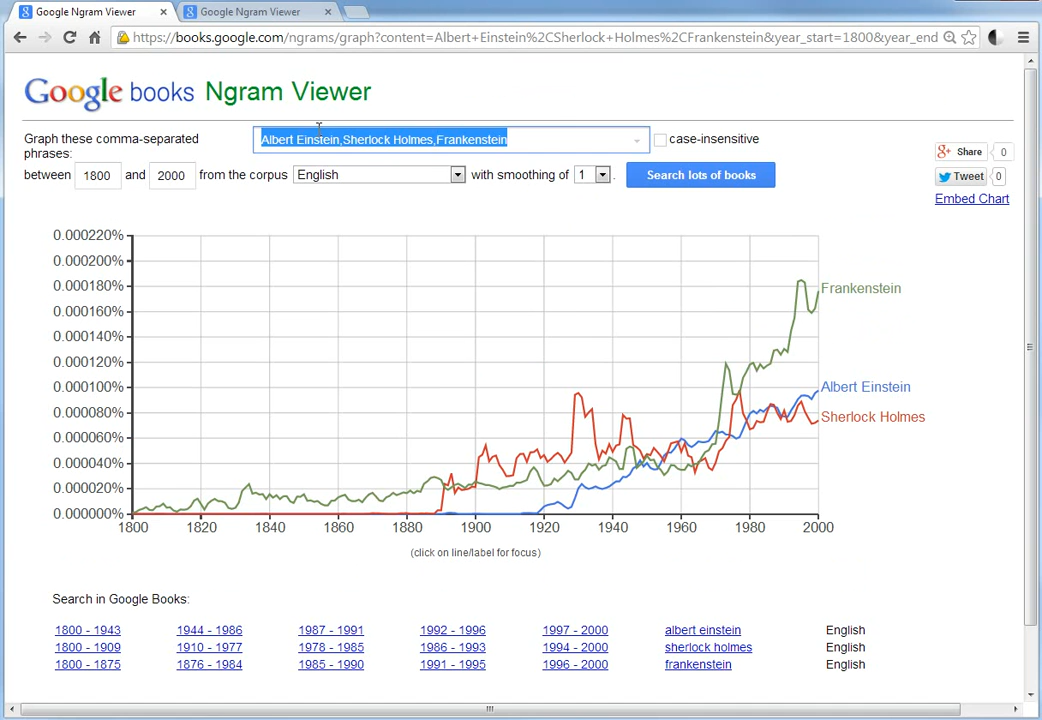 Google Ngram Viewer
Google Ngram Viewer
https://books.google.com/ngrams/graph?content=Albert+Einstein%2CSherlock+Holmes%2CFrankenstein&year_start=1800&year_end
Google books Ngram Viewer
Graph these comma-separated
phrases:
Albert Einstein,Sherlock Holmes,Frankenstein
case-insensitive
between 1800 and 2000 from the corpus English with smoothing of 1 . Search lots of books
Share 0
Tweet 0
Embed Chart
0.000220%
0.000200%
0.000180%
0.000160%
0.000140%
0.000120%
0.000100%
0.000080%
0.000060%
0.000040%
0.000020%
0.000000%
Frankenstein
Albert Einstein
Sherlock Holmes
1800 1820 1840 1860 1880 1900 1920 1940 1960 1980 2000
(click on line/label for focus)
Search in Google Books:
1800 - 1943 1944 - 1986 1987 - 1991 1992 - 1996 1997 - 2000 albert einstein English
1800 - 1909 1910 - 1977 1978 - 1985 1986 - 1993 1994 - 2000 sherlock holmes English
1800 - 1875 1876 - 1984 1985 - 1990 1991 - 1995 1996 - 2000 frankenstein English